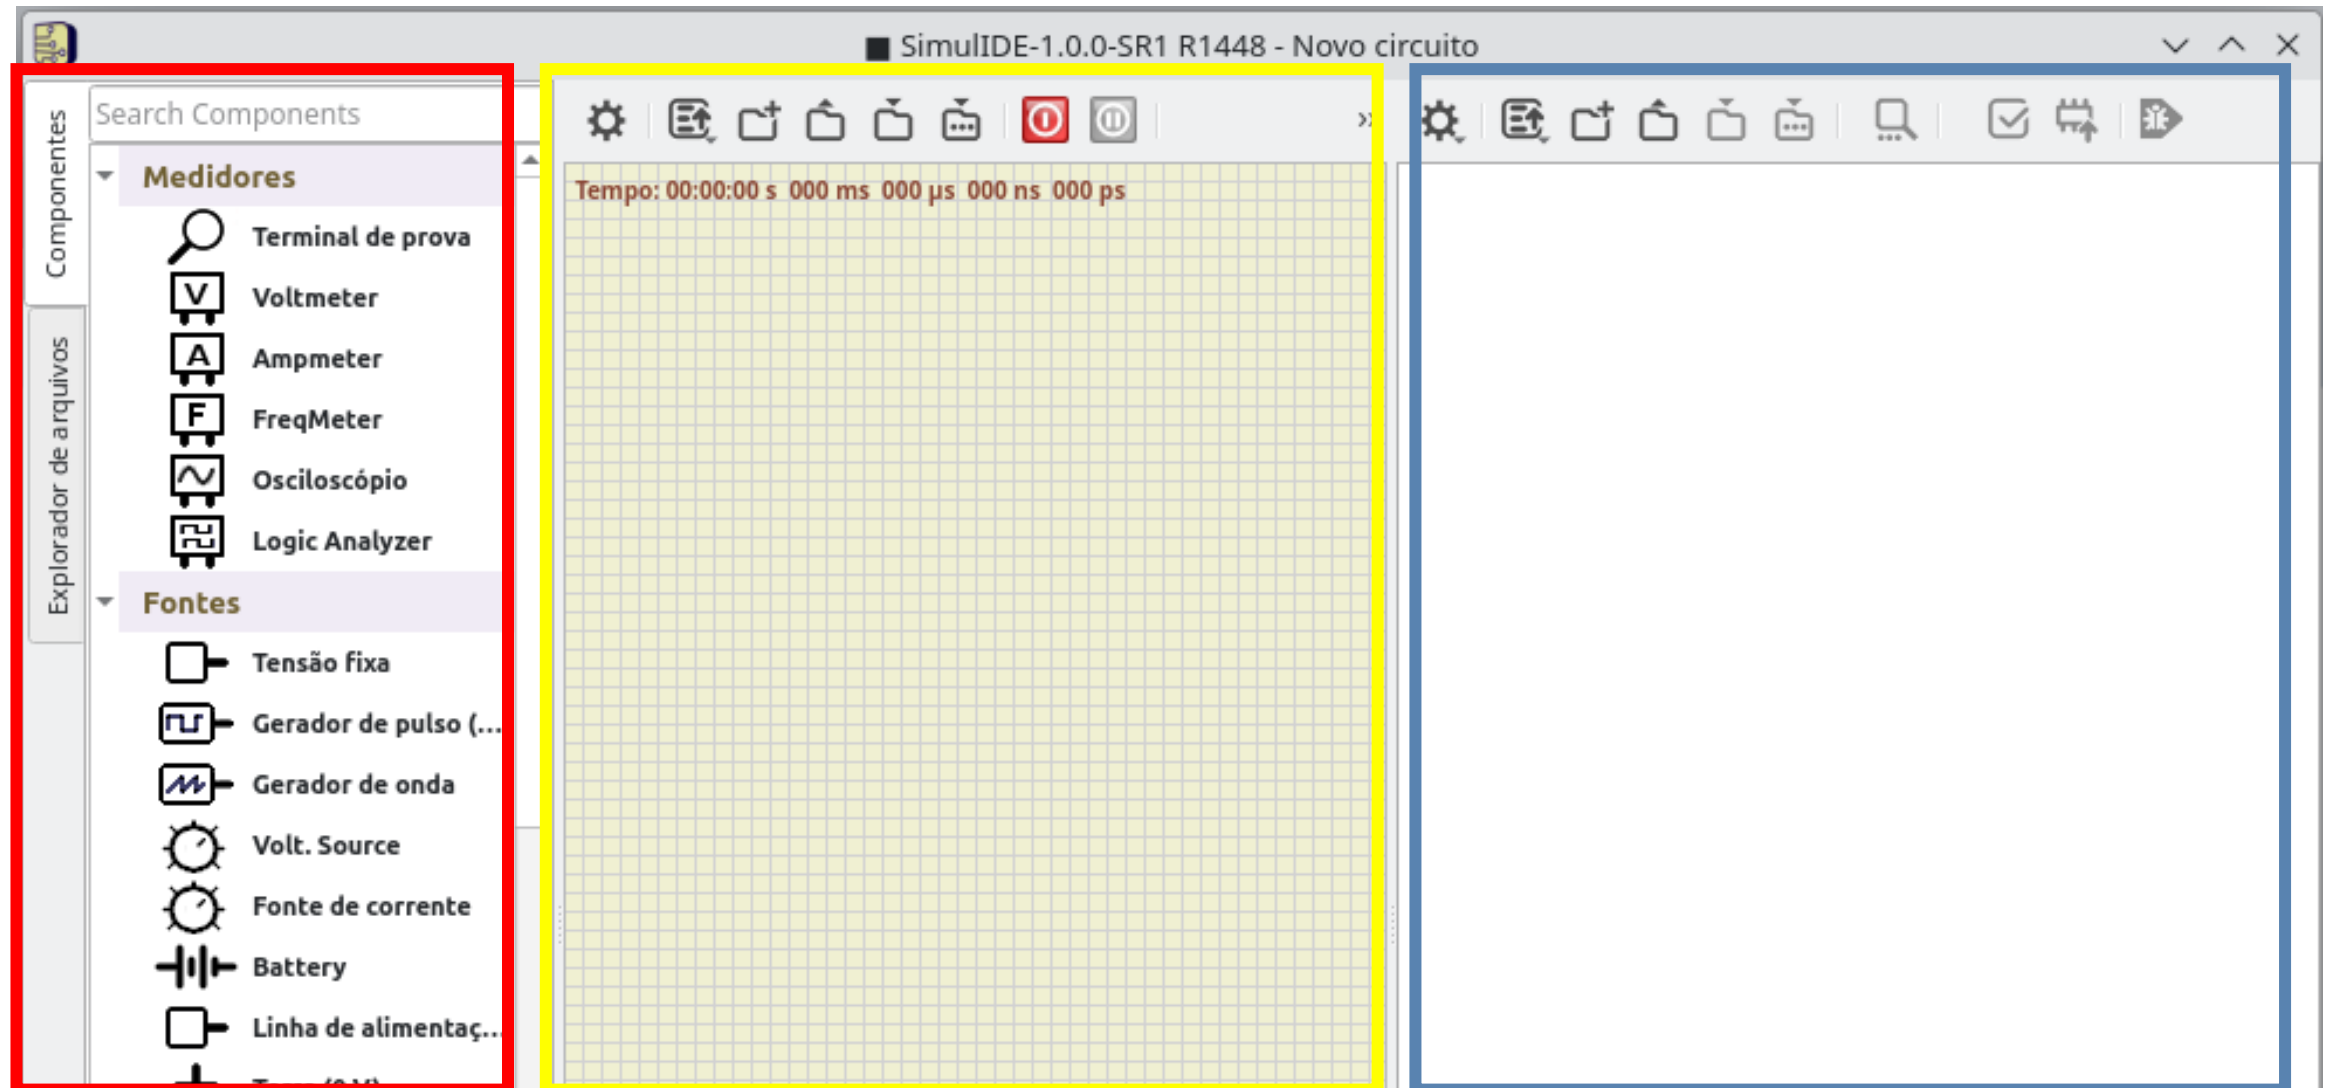 SimulIDE-1.0.0-SR1 R1448 - Novo circuito
Componentes
Explorador de arquivos
Search Components
Medidores
Terminal de prova
Voltmeter
Ampmeter
FreqMeter
Osciloscópio
Logic Analyzer
Fontes
Tensão fixa
Gerador de pulso (...
Gerador de onda
Volt. Source
Fonte de corrente
Battery
Linha de alimentaç...
Tempo: 00:00:00 s 000 ms 000 µs 000 ns 000 ps